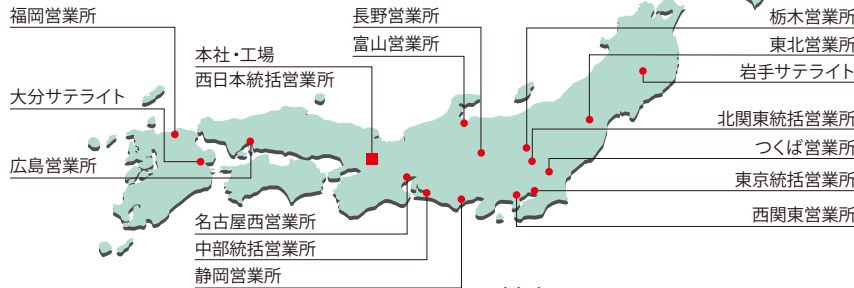 福岡営業所
大分サテライト
広島営業所
本社・工場
西日本統括営業所
長野営業所
富山営業所
栃木営業所
東北営業所
岩手サテライト
北関東統括営業所
つくば営業所
東京統括営業所
西関東営業所
名古屋西営業所
中部統括営業所
静岡営業所